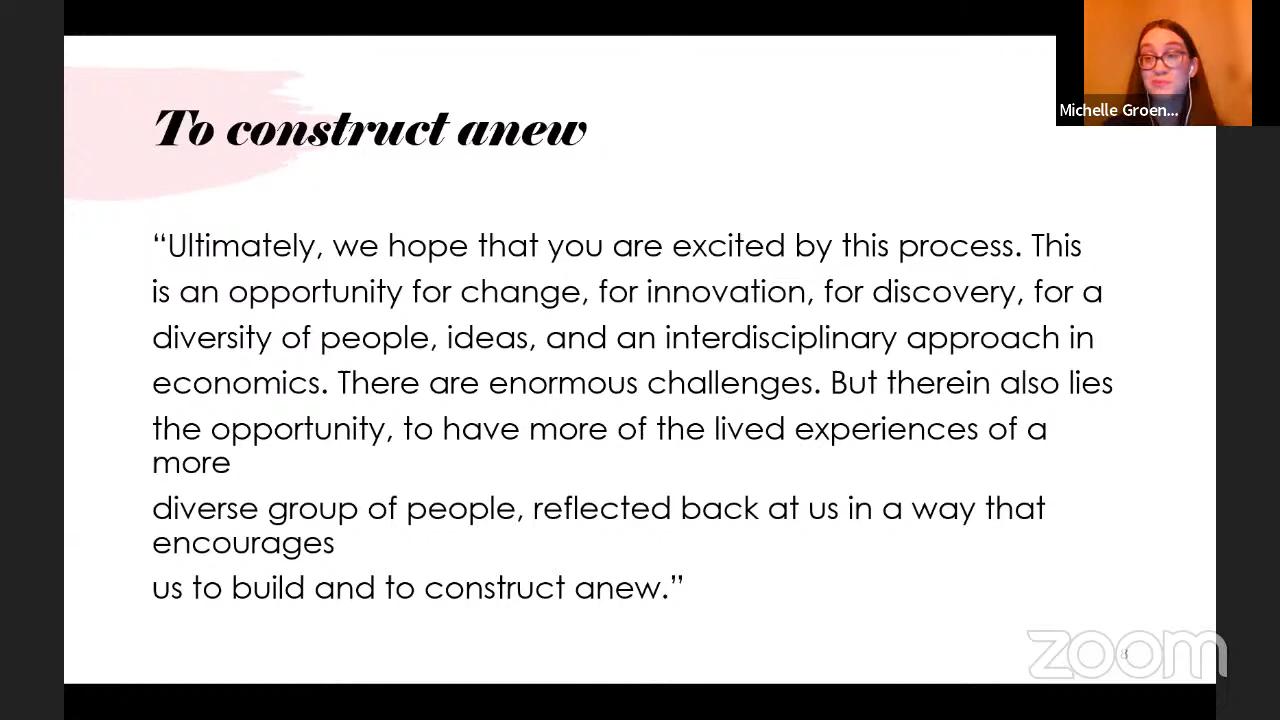 To construct anew
“Ultimately, we hope that you are excited by this process. This
is an opportunity for change, for innovation, for discovery, for a
diversity of people, ideas, and an interdisciplinary approach in
economics. There are enormous challenges. But therein also lies
the opportunity, to have more of the lived experiences of a
more
diverse group of people, reflected back at us in a way that
encourages
us to build and to construct anew.”
Michelle Groen...
8
zoom